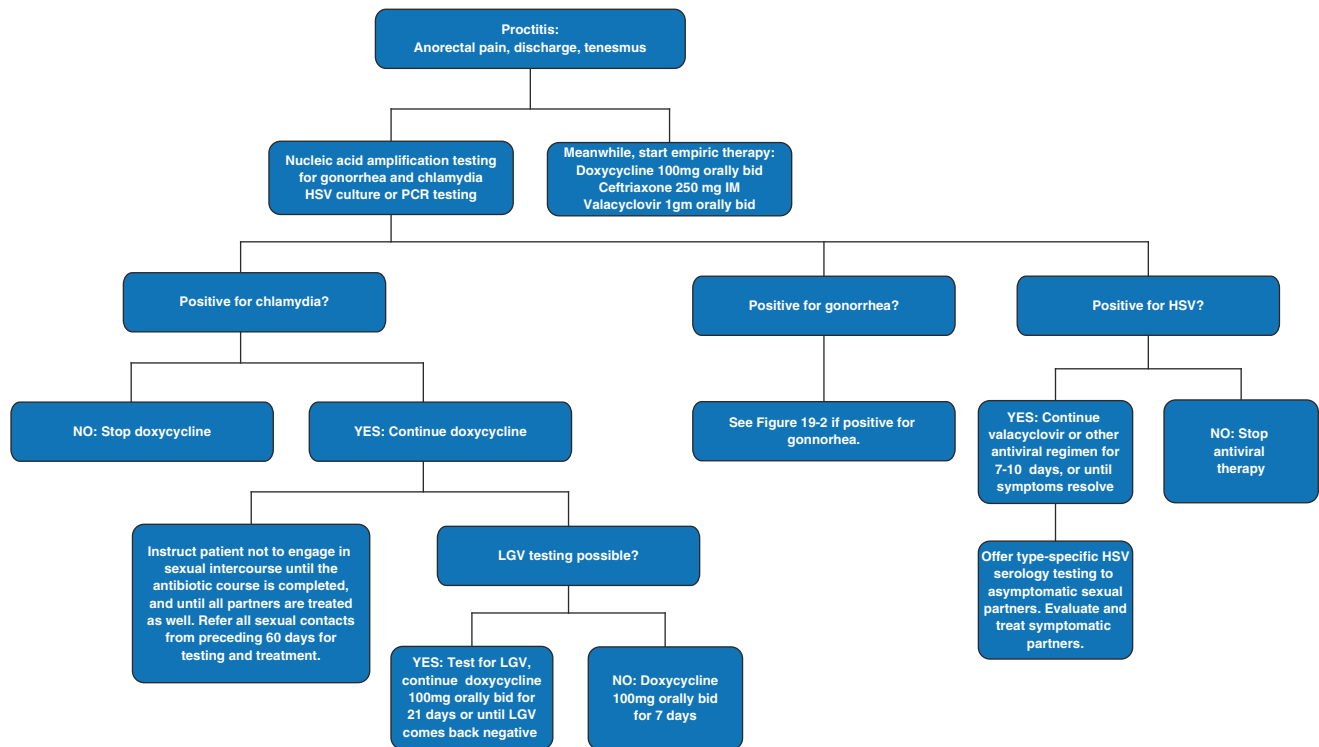 Proctitis:
Anorectal pain, discharge, tenesmus
Nucleic acid amplification testing
for gonorrhea and chlamydia
HSV culture or PCR testing
Meanwhile, start empiric therapy:
Doxycycline 100mg orally bid
Ceftriaxone 250 mg IM
Valacyclovir 1gm orally bid
Positive for chlamydia?
Positive for gonorrhea?
Positive for HSV?
NO: Stop doxycycline
YES: Continue doxycycline
See Figure 19-2 if positive for
gonnorhea.
YES: Continue
valacyclovir or other
antiviral regimen for
7-10 days, or until
symptoms resolve
NO: Stop
antiviral
therapy
Instruct patient not to engage in
sexual intercourse until the
antibiotic course is completed,
and until all partners are treated
as well. Refer all sexual contacts
from preceding 60 days for
testing and treatment.
LGV testing possible?
Offer type-specific HSV
serology testing to
asymptomatic sexual
partners. Evaluate and
treat symptomatic
partners.
YES: Test for LGV,
continue doxycycline
100mg orally bid for
21 days or until LGV
comes back negative
NO: Doxycycline
100mg orally bid
for 7 days